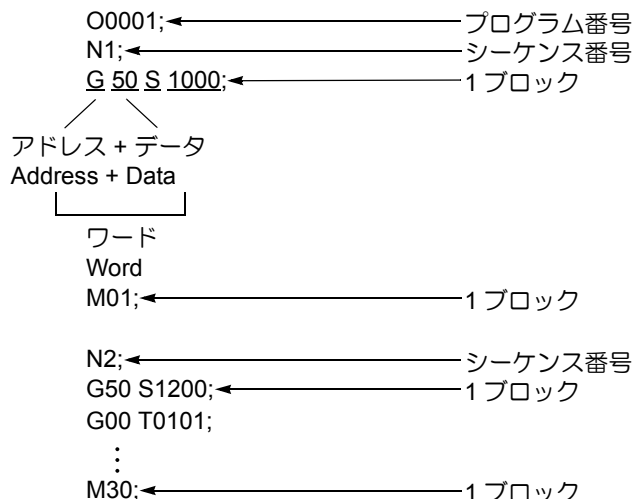 O0001; プログラム番号
N1; シーケンス番号
G 50 S 1000; 1 ブロック
アドレス + データ
Address + Data
ワード
Word
M01; 1 ブロック
N2; シーケンス番号
G50 S1200; 1 ブロック
G00 T0101;
⋮
M30; 1 ブロック